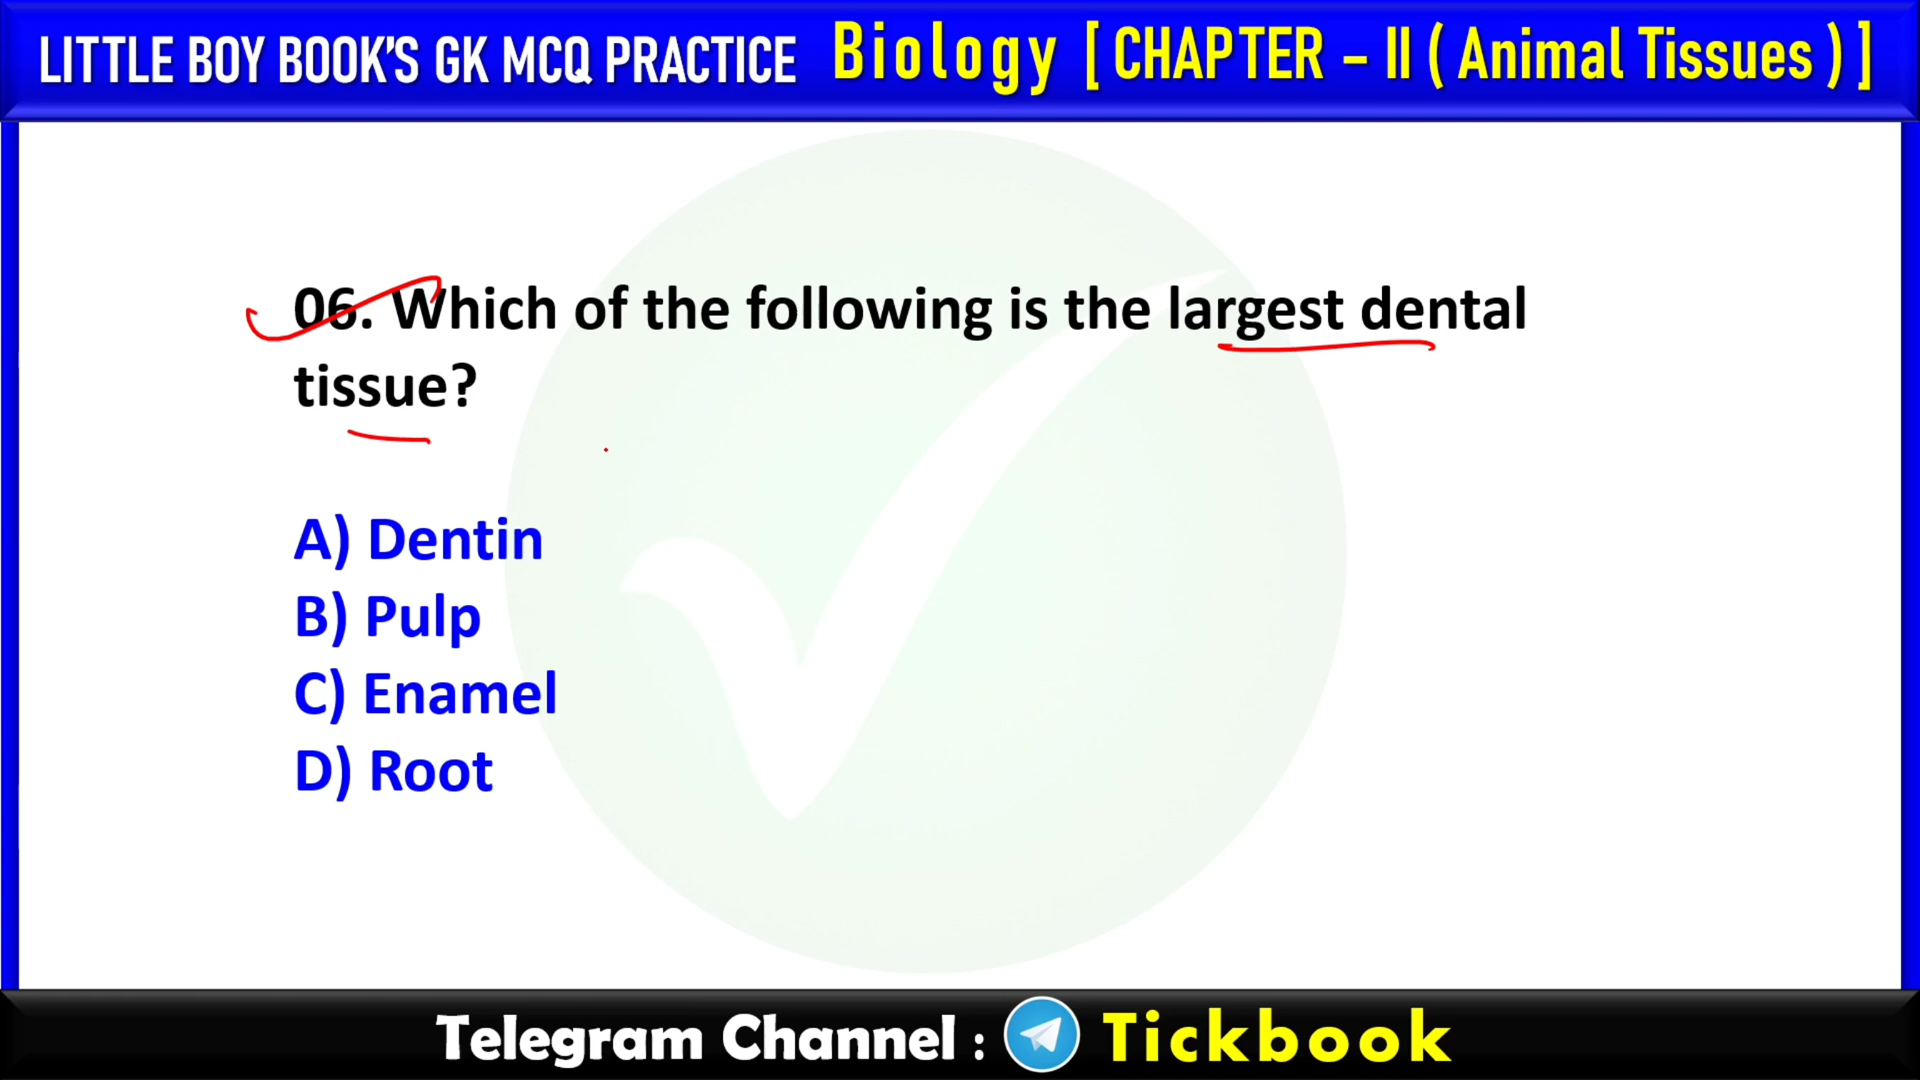 LITTLE BOY BOOK'S GK MCQ PRACTICE Biology [ CHAPTER – II ( Animal Tissues ) ]
06. Which of the following is the largest dental
tissue?
A) Dentin
B) Pulp
C) Enamel
D) Root
Telegram Channel : Tickbook